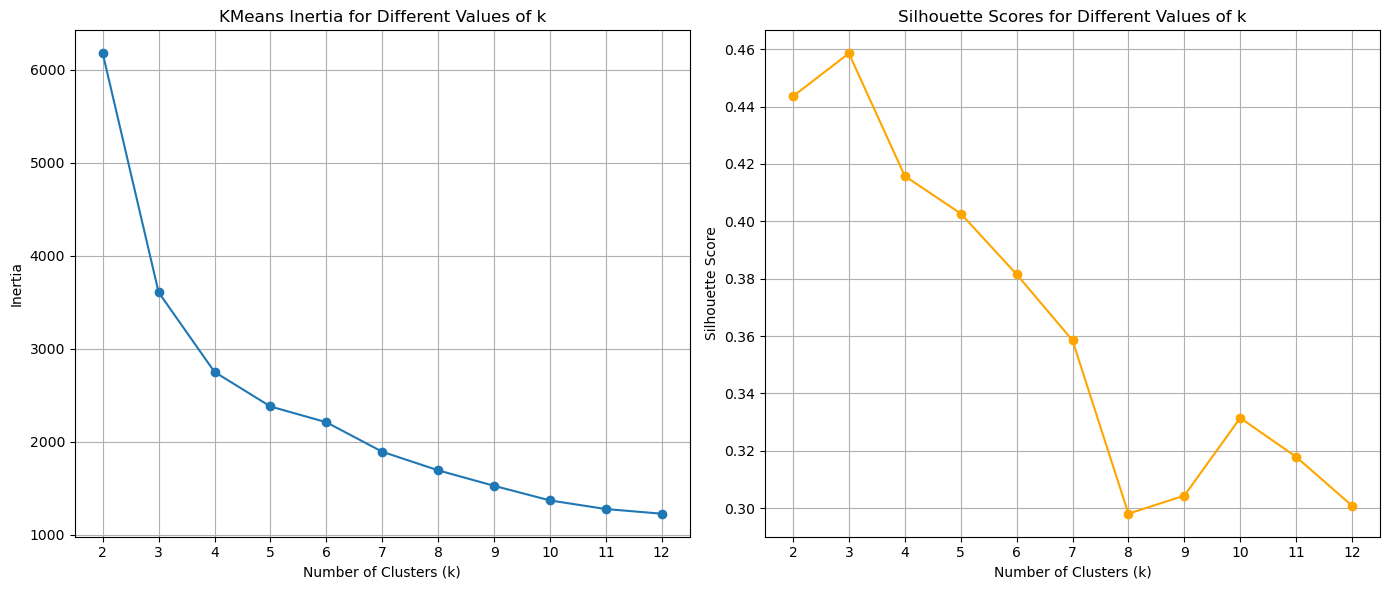 KMeans Inertia for Different Values of k
6000
5000
4000
3000
2000
1000
Inertia
2 3 4 5 6 7 8 9 10 11 12
Number of Clusters (k)
Silhouette Scores for Different Values of k
0.46
0.44
0.42
0.40
0.38
0.36
0.34
0.32
0.30
Silhouette Score
2 3 4 5 6 7 8 9 10 11 12
Number of Clusters (k)